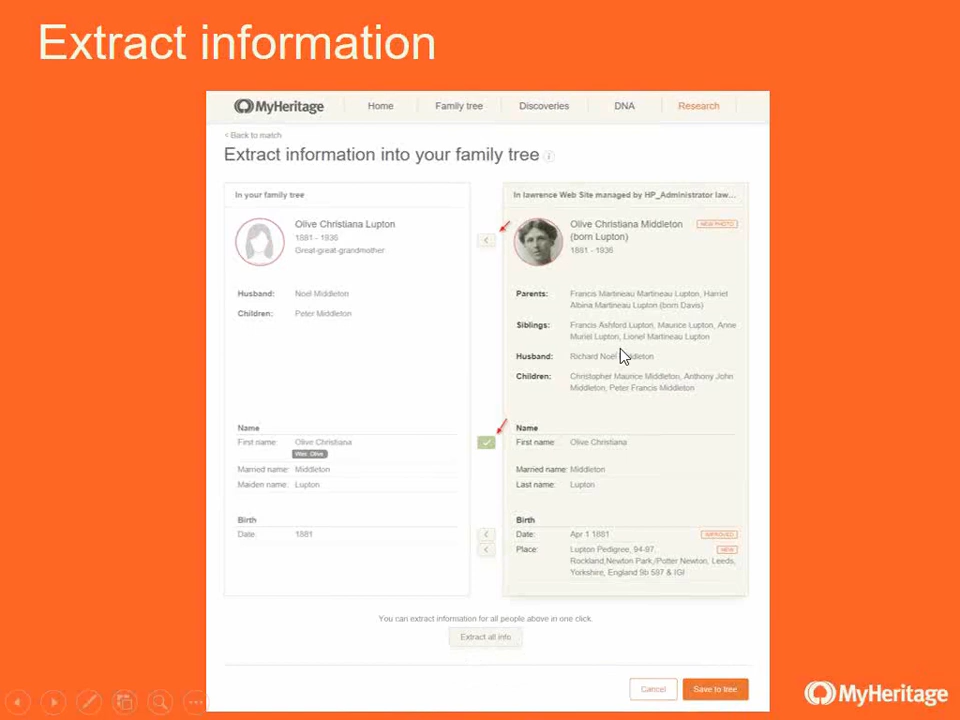 Extract information
MyHeritage
Home
Family tree
Discoveries
DNA
Research
< Back to match
Extract information into your family tree
In your family tree
Olive Christiana Lupton
1881 - 1936
Great-great-grandmother
Husband: Noel Middleton
Children: Peter Middleton
Name
First name: Olive Christiana
Was: Olive
Married name: Middleton
Maiden name: Lupton
Birth
Date 1881
In lawrence Web Site managed by HP_Administrator law...
Olive Christiana Middleton
NEW PHOTO
(born Lupton)
1881 - 1936
Parents: Francis Martineau Martineau Lupton, Harriet
Albina Martineau Lupton (born Davis)
Siblings: Francis Ashford Lupton, Maurice Lupton, Anne
Muriel Lupton, Lionel Martineau Lupton
Husband: Richard Noel Middleton
Children: Christopher Maurice Middleton, Anthony John
Middleton, Peter Francis Middleton
Name
First name Olive Christiana
Married name: Middleton
Last name: Lupton
Birth
Date: Apr 1 1881 IMPROVED
Place: Lupton Pedigree, 94-97. NEW
Rockland,Newton Park,/Potter Newton, Leeds,
Yorkshire, England 9b 597 & IGI
You can extract information for all people above in one click.
Extract all info
Cancel
Save to tree
MyHeritage